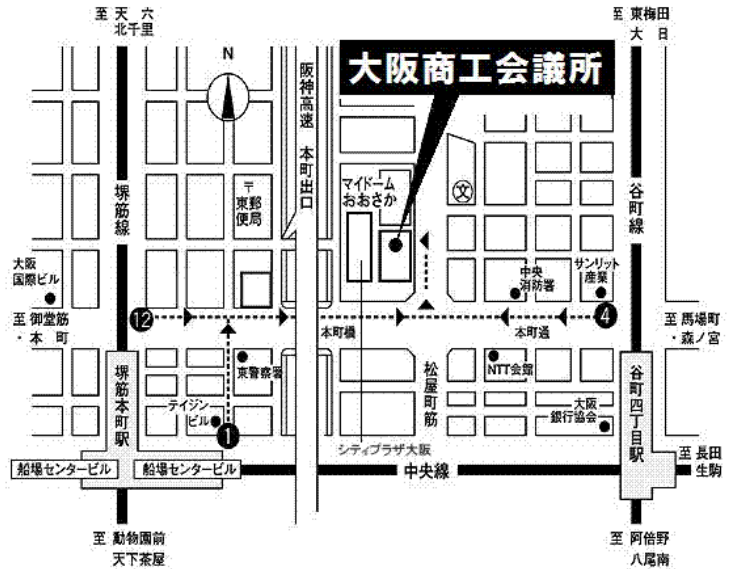 至 天 六
北千里
至 東梅田
大 日
N
大阪商工会議所
阪神高速 本町出口
堺筋線
〒
東郵
便局
マイドーム
おおさか
文
谷町線
大阪
国際ビル
中央
消防署
サンリット
産業
至 御堂筋
・本 町
12
本町橋
本町通
4
至 馬場町
・森ノ宮
堺筋本町駅
東警察署
松屋町筋
NTT会館
谷町四丁目駅
テイジン
ビル
1
大阪
銀行協会
シティプラザ大阪
船場センタービル
船場センタービル
中央線
至 長田
生駒
至 動物園前
天下茶屋
至 阿倍野
八尾南